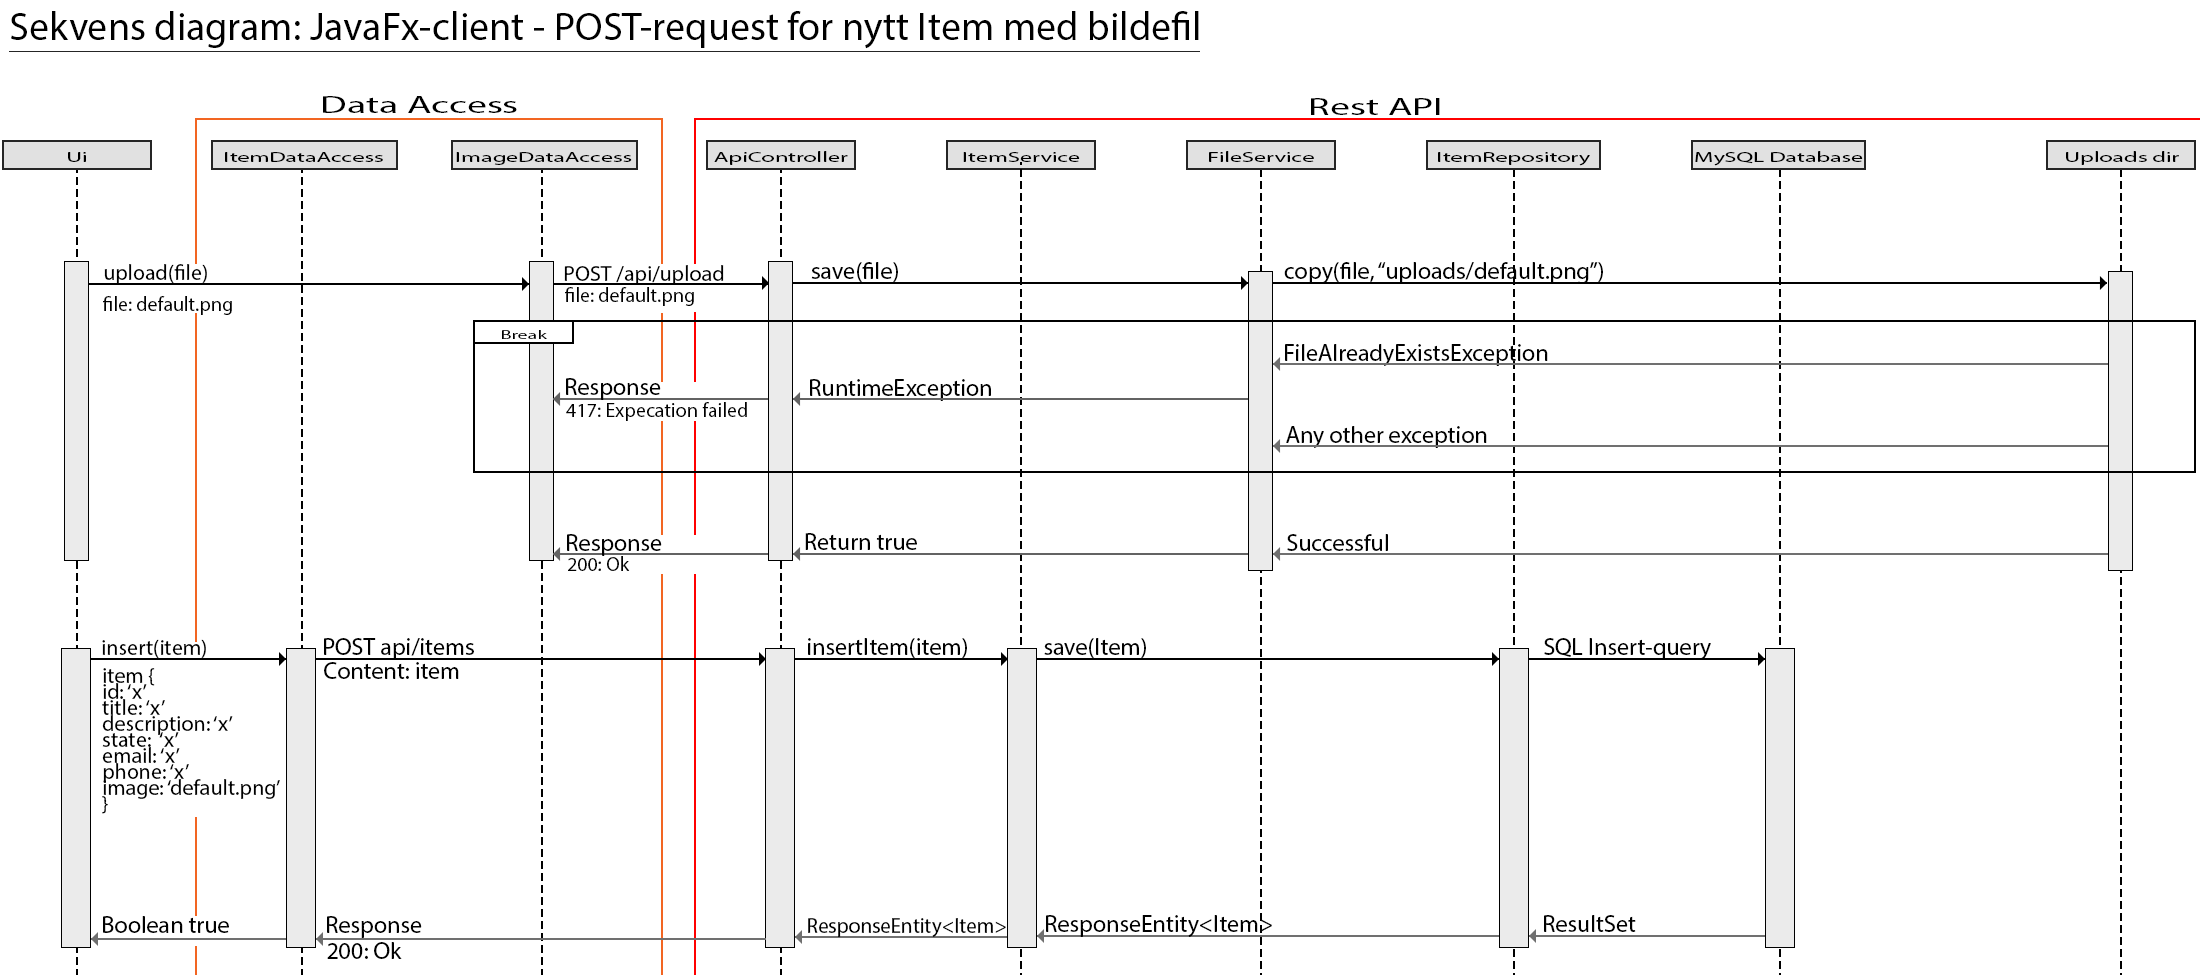 Sekvens diagram: JavaFx-client - POST-request for nytt Item med bildefil
Data Access
Rest API
Ui
ItemDataAccess
ImageDataAccess
ApiController
ItemService
FileService
ItemRepository
MySQL Database
Uploads dir
upload(file)
file: default.png
POST /api/upload
file: default.png
save(file)
copy(file, “uploads/default.png”)
Break
FileAlreadyExistsException
Response
417: Expecation failed
RuntimeException
Any other exception
Response
200: Ok
Return true
Successful
insert(item)
item {
id: ‘x’
title: ‘x’
description: ‘x’
state: ‘x’
email: ‘x’
phone: ‘x’
image: ‘default.png’
}
POST api/items
Content: item
insertItem(item)
save(Item)
SQL Insert-query
Boolean true
Response
200: Ok
ResponseEntity<Item>
ResponseEntity<Item>
ResultSet